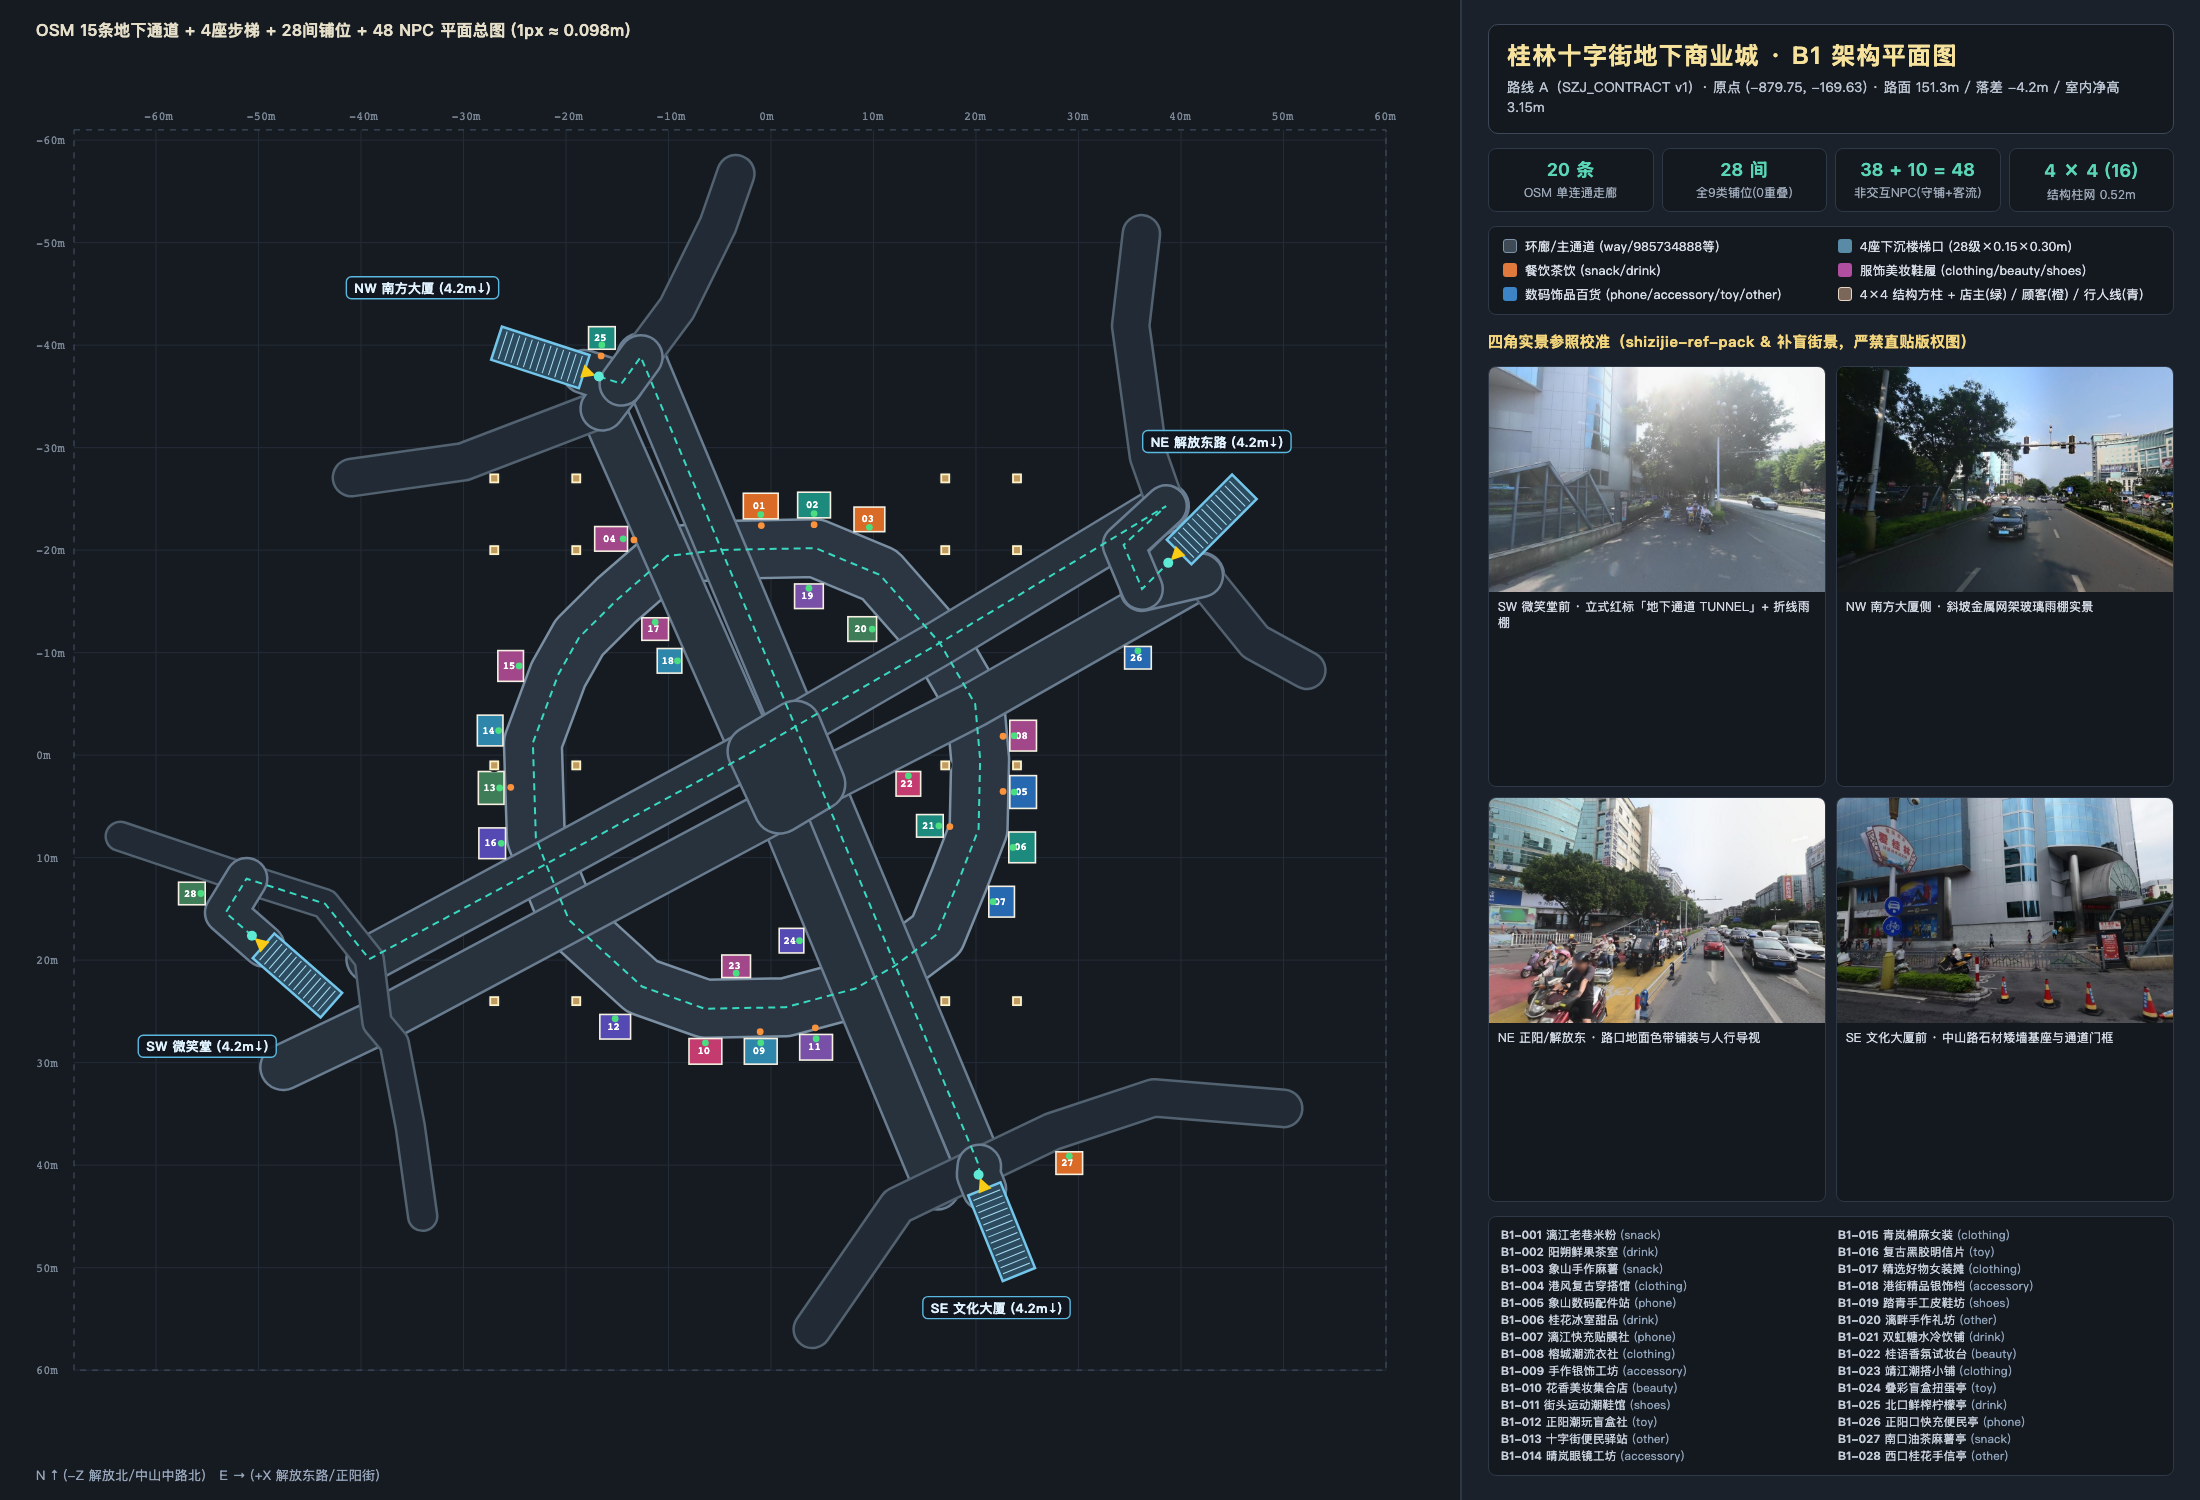 OSM 15条地下通道 + 4座步梯 + 28间铺位 + 48 NPC 平面总图 (1px ≈ 0.098m)
-60m -50m -40m -30m -20m -10m 0m 10m 20m 30m 40m 50m 60m
-60m
-50m
NW 南方大厦 (4.2m↓)
25
-40m
-30m
NE 解放东路 (4.2m↓)
01 02 03
04
-20m
19
17 20
18
26
15
-10m
14
08
0m
22
13
05
21
16
06
10m
28
07
24
23
20m
12
11
10 09
SW 微笑堂 (4.2m↓)
30m
27
40m
50m
SE 文化大厦 (4.2m↓)
60m
N ↑ (-Z 解放北/中山中路北) E → (+X 解放东路/正阳街)
桂林十字街地下商业城 · B1 架构平面图
路线 A (SZJ_CONTRACT v1) · 原点 (-879.75, -169.63) · 路面 151.3m / 落差 -4.2m / 室内净高
3.15m
20 条
OSM 单连通走廊
28 间
全9类铺位(0重叠)
38 + 10 = 48
非交互NPC(守铺+客流)
4 × 4 (16)
结构柱网 0.52m
环廊/主通道 (way/985734888等)
4座下沉楼梯口 (28级×0.15×0.30m)
餐饮茶饮 (snack/drink)
服饰美妆鞋履 (clothing/beauty/shoes)
数码饰品百货 (phone/accessory/toy/other)
4×4 结构方柱 + 店主(绿) / 顾客(橙) / 行人线(青)
四角实景参照校准（shizijie-ref-pack & 补盲街景，严禁直贴版权图）
SW 微笑堂前 · 立式红标「地下通道 TUNNEL」+ 折线雨
棚
NW 南方大厦侧 · 斜坡金属网架玻璃雨棚实景
NE 正阳/解放东 · 路口地面色带铺装与人行导视
SE 文化大厦前 · 中山路石材矮墙基座与通道门框
B1-001 漓江老巷米粉 (snack)
B1-002 阳朔鲜果茶室 (drink)
B1-003 象山手作麻薯 (snack)
B1-004 港风复古穿搭馆 (clothing)
B1-005 象山数码配件站 (phone)
B1-006 桂花冰室甜品 (drink)
B1-007 漓江快充贴膜社 (phone)
B1-008 榕城潮流衣社 (clothing)
B1-009 手作银饰工坊 (accessory)
B1-010 花香美妆集合店 (beauty)
B1-011 街头运动潮鞋馆 (shoes)
B1-012 正阳潮玩盲盒社 (toy)
B1-013 十字街便民驿站 (other)
B1-014 晴岚眼镜工坊 (accessory)
B1-015 青岚棉麻女装 (clothing)
B1-016 复古黑胶明信片 (toy)
B1-017 精选好物女装摊 (clothing)
B1-018 港街精品银饰档 (accessory)
B1-019 踏青手工皮鞋坊 (shoes)
B1-020 漓畔手作礼坊 (other)
B1-021 双虹糖水冷饮铺 (drink)
B1-022 桂语香氛试妆台 (beauty)
B1-023 靖江潮搭小铺 (clothing)
B1-024 叠彩盲盒扭蛋亭 (toy)
B1-025 北口鲜榨柠檬亭 (drink)
B1-026 正阳口快充便民亭 (phone)
B1-027 南口油茶麻薯亭 (snack)
B1-028 西口桂花手信亭 (other)